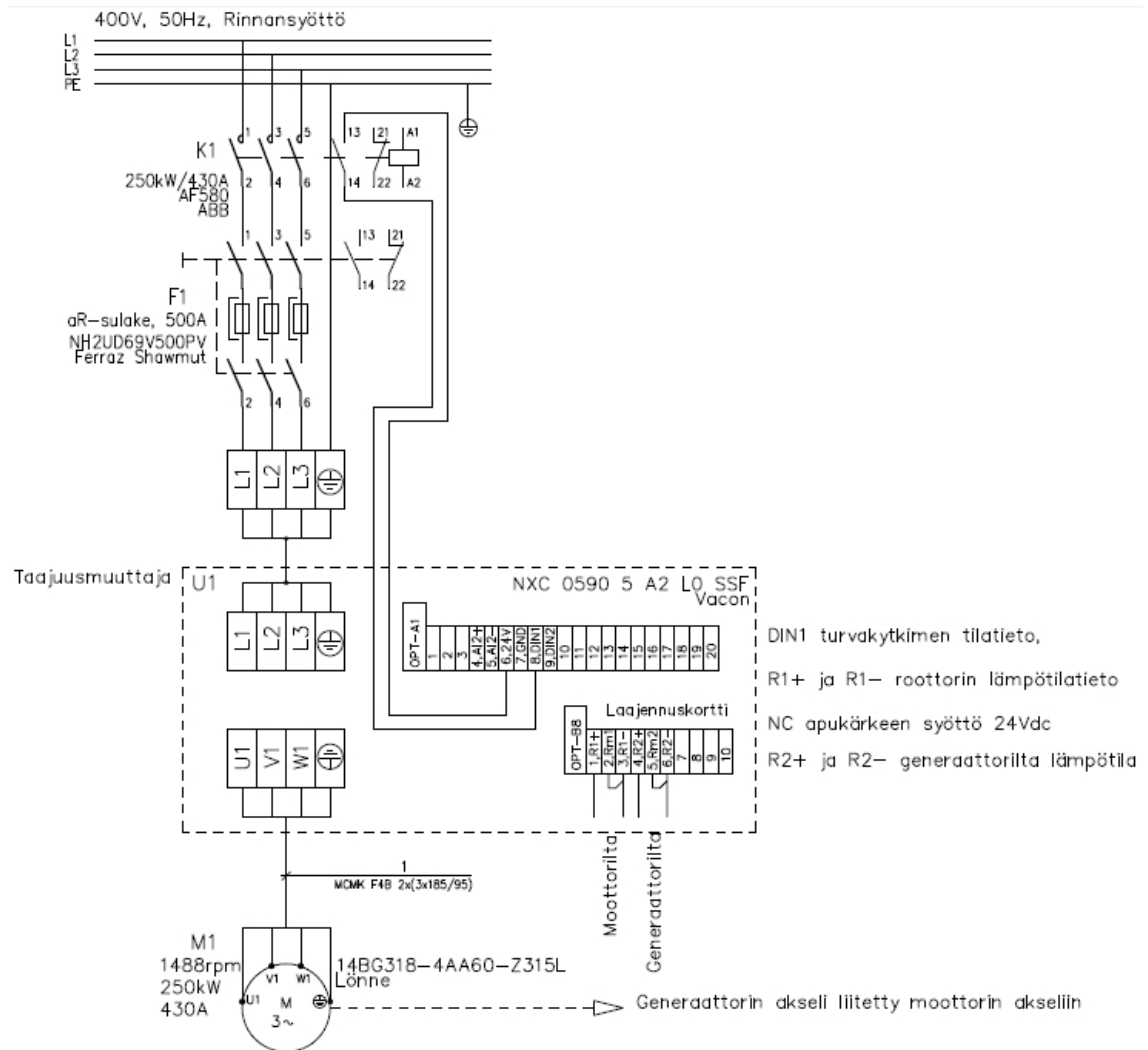 400V, 50Hz, Rinnansyöttö
L1
L2
L3
PE
1 3 5 13 21 A1
K1
250kW/430A
AF580
ABB
2 4 6 14 22 A2
1 3 5 13 21
14 22
F1
aR-sulake, 500A
NH2UD69V500PV
Ferraz Shawmut
2 4 6
L1 L2 L3
Taajuusmuuttaja
U1
NXC 0590 5 A2 L0 SSF
Vacon
L1 L2 L3
OPT-A1
1
2
3
4,AI2+
5,AI2-
6,24V
7,GND
8,DIN1
9,DIN2
10
11
12
13
14
15
16
17
18
19
20
DIN1 turvakytkimen tilatieto,
R1+ ja R1- roottorin lämpötilatieto
NC apukärkeen syöttö 24Vdc
R2+ ja R2- generaattorilta lämpötila
Laajennuskortti
OPT-B8
1,R1+
2,Rm1
3,R1-
4,R2+
5,Rm2
6,R2-
7
8
9
10
U1 V1 W1
Moottorilta
Generaattorilta
1
MCMK F4B 2x(3x185/95)
M1
1488rpm
250kW
430A
14BG318-4AA60-Z315L
Lönne
U1 V1 W1
M
3~
Generaattorin akseli liitetty moottorin akseliin